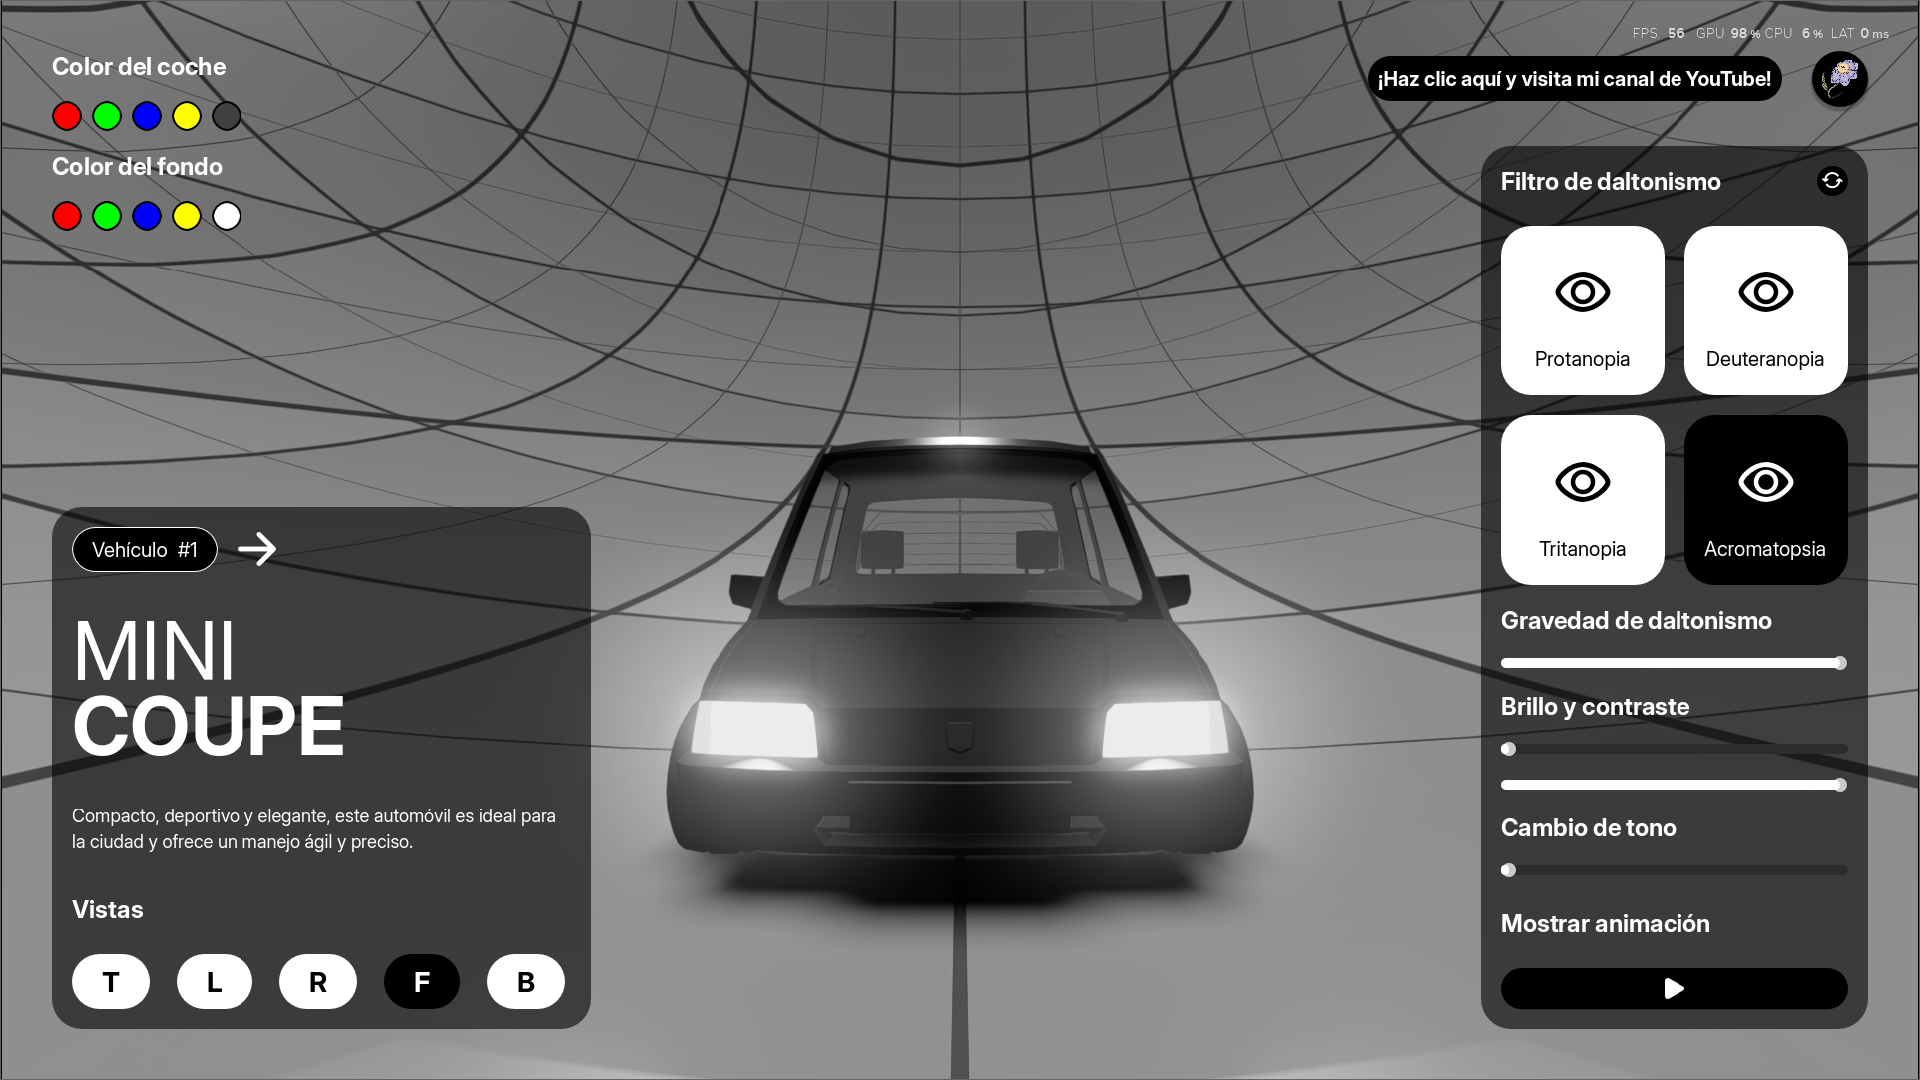 FPS 56 GPU 98 % CPU 6 % LAT 0 ms
Color del coche
¡Haz clic aquí y visita mi canal de YouTube!
Color del fondo
Filtro de daltonismo
Protanopia
Deuteranopia
Tritanopia
Acromatopsia
Gravedad de daltonismo
Brillo y contraste
Cambio de tono
Mostrar animación
Vehículo #1
MINI
COUPE
Compacto, deportivo y elegante, este automóvil es ideal para
la ciudad y ofrece un manejo ágil y preciso.
Vistas
T L R F B